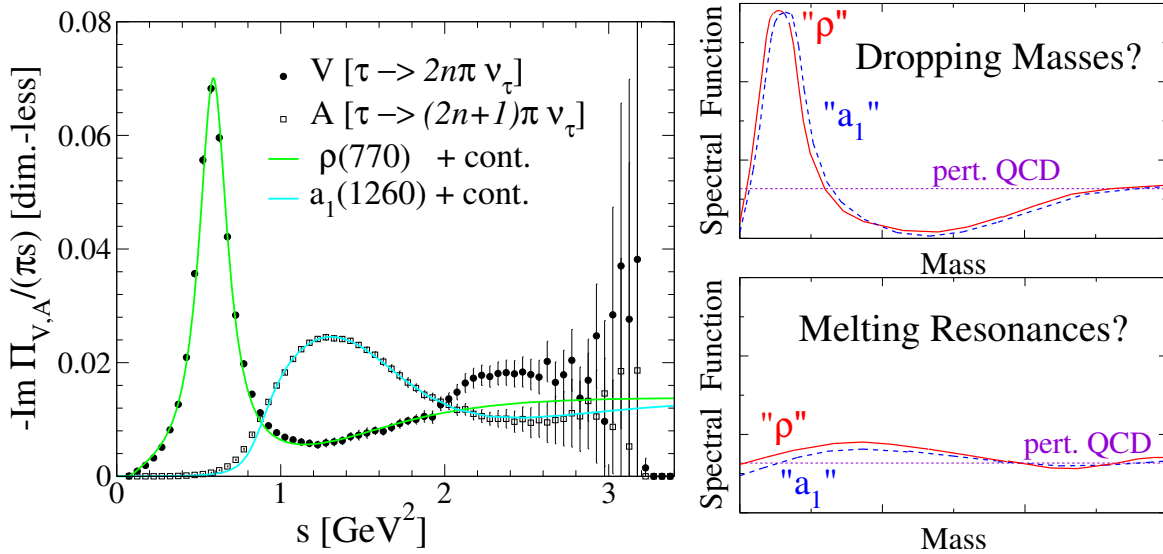 -Im Π_{V,A}/(πs) [dim.-less]
0.08
0.06
0.04
0.02
0
V [τ -> 2nπ ν_τ]
A [τ -> (2n+1)π ν_τ]
ρ(770) + cont.
a_1(1260) + cont.
0 1 2 3
s [GeV^2]
Spectral Function
"ρ"
Dropping Masses?
"a_1"
pert. QCD
Mass
Spectral Function
Melting Resonances?
"ρ"
pert. QCD
"a_1"
Mass